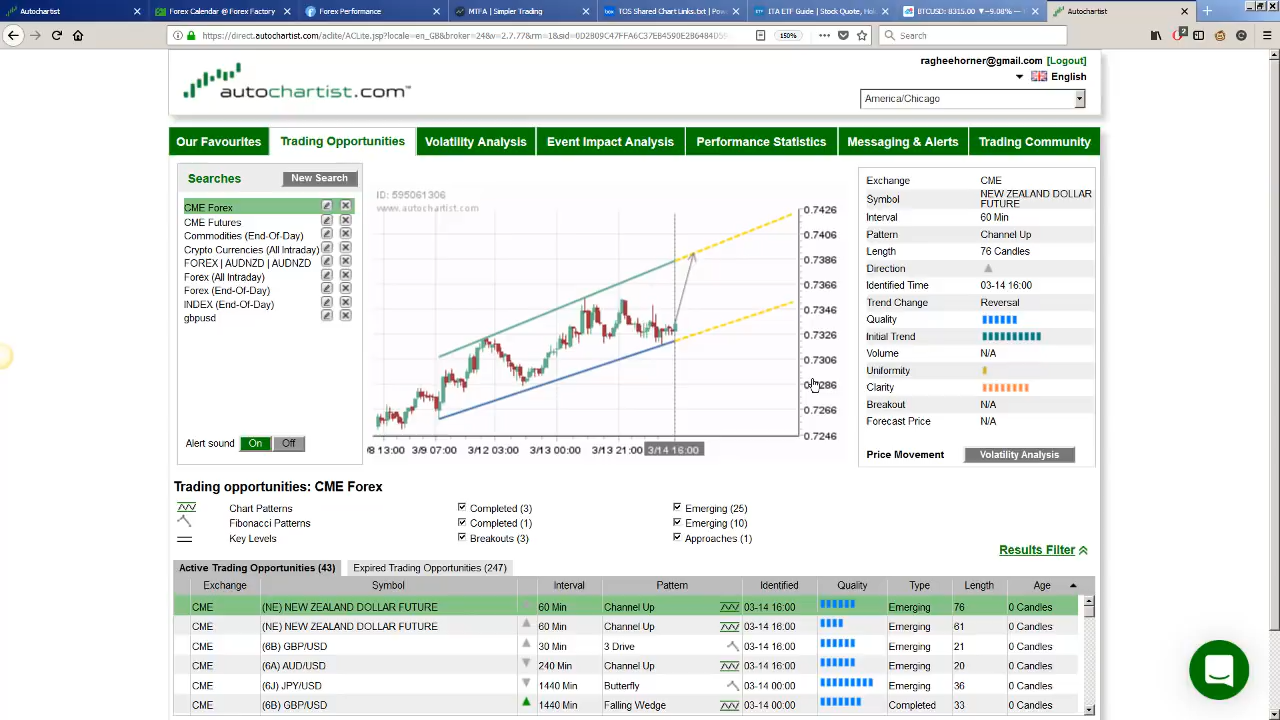 Autochartist
Forex Calendar @ Forex Factory
Forex Performance
MTFA | Simpler Trading
TOS Shared Chart Links.txt | Powe
ITA ETF Guide | Stock Quote, Ho
BTCUSD: 8315.00 ▼−9.08%
Autochartist
https://direct.autochartist.com/aclite/ACLite.jsp?locale=en_GB&broker
150%
Search
ragheehorner@gmail.com [Logout]
English
autochartist.com™
America/Chicago
Our Favourites
Trading Opportunities
Volatility Analysis
Event Impact Analysis
Performance Statistics
Messaging & Alerts
Trading Community
Searches
New Search
CME Forex
CME Futures
Commodities (End-Of-Day)
Crypto Currencies (All Intraday)
FOREX | AUDNZD | AUDNZD
Forex (All Intraday)
Forex (End-Of-Day)
INDEX (End-Of-Day)
gbpusd
Alert sound On Off
ID: 595061306
www.autochartist.com
0.7426
0.7406
0.7386
0.7366
0.7346
0.7326
0.7306
0.7286
0.7266
0.7246
8 13:00 3/9 07:00 3/12 03:00 3/13 00:00 3/13 21:00 3/14 16:00
Exchange CME
Symbol NEW ZEALAND DOLLAR FUTURE
Interval 60 Min
Pattern Channel Up
Length 76 Candles
Direction
Identified Time 03-14 16:00
Trend Change Reversal
Quality
Initial Trend
Volume N/A
Uniformity
Clarity
Breakout N/A
Forecast Price N/A
Price Movement Volatility Analysis
Trading opportunities: CME Forex
Chart Patterns Completed (3) Emerging (25)
Fibonacci Patterns Completed (1) Emerging (10)
Key Levels Breakouts (3) Approaches (1)
Results Filter
Active Trading Opportunities (43) Expired Trading Opportunities (247)
Exchange Symbol Interval Pattern Identified Quality Type Length Age
CME (NE) NEW ZEALAND DOLLAR FUTURE 60 Min Channel Up 03-14 16:00 Emerging 76 0 Candles
CME (NE) NEW ZEALAND DOLLAR FUTURE 60 Min Channel Up 03-14 16:00 Emerging 61 0 Candles
CME (6B) GBP/USD 30 Min 3 Drive 03-14 16:00 Emerging 21 0 Candles
CME (6A) AUD/USD 240 Min Channel Up 03-14 16:00 Emerging 20 0 Candles
CME (6J) JPY/USD 1440 Min Butterfly 03-14 00:00 Emerging 36 0 Candles
CME (6B) GBP/USD 1440 Min Falling Wedge 03-14 00:00 Completed 33 0 Candles